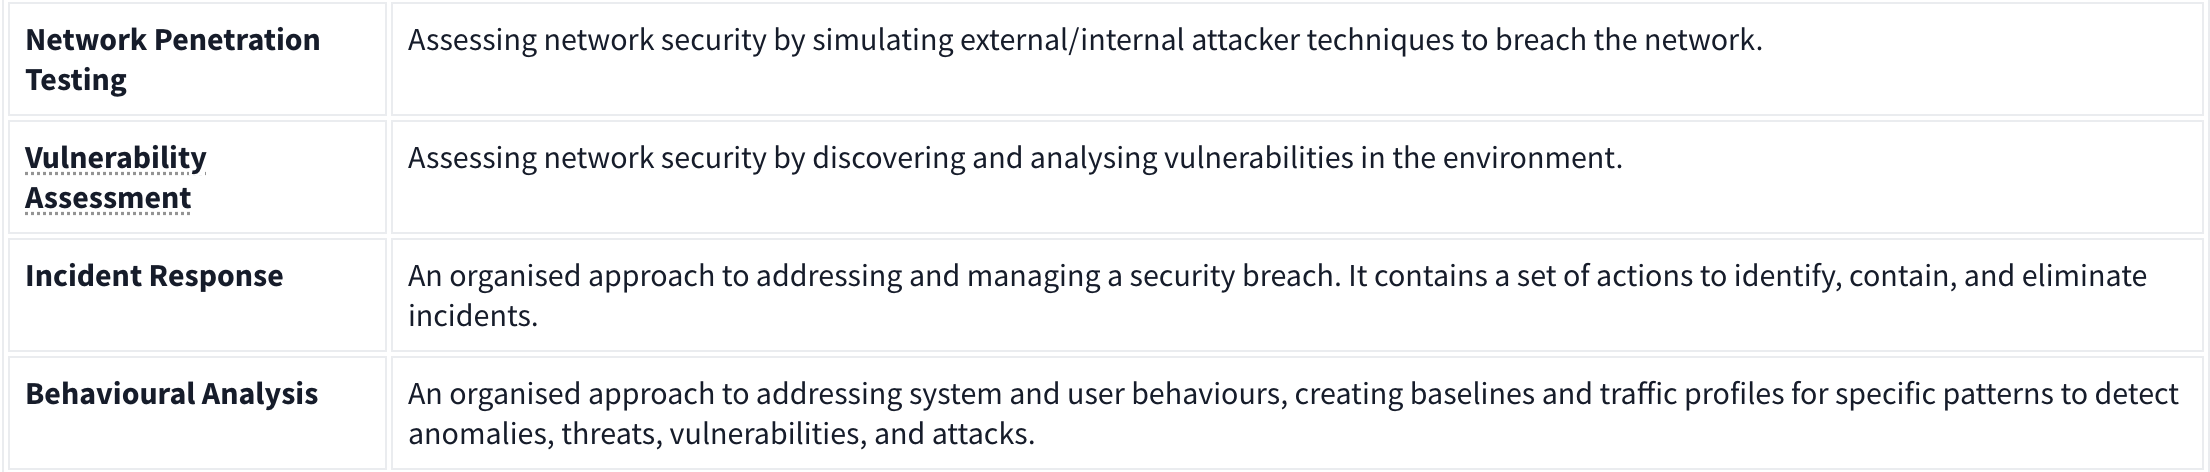 Network Penetration
Testing
Assessing network security by simulating external/internal attacker techniques to breach the network.
Vulnerability
Assessment
Assessing network security by discovering and analysing vulnerabilities in the environment.
Incident Response
An organised approach to addressing and managing a security breach. It contains a set of actions to identify, contain, and eliminate
incidents.
Behavioural Analysis
An organised approach to addressing system and user behaviours, creating baselines and traffic profiles for specific patterns to detect
anomalies, threats, vulnerabilities, and attacks.